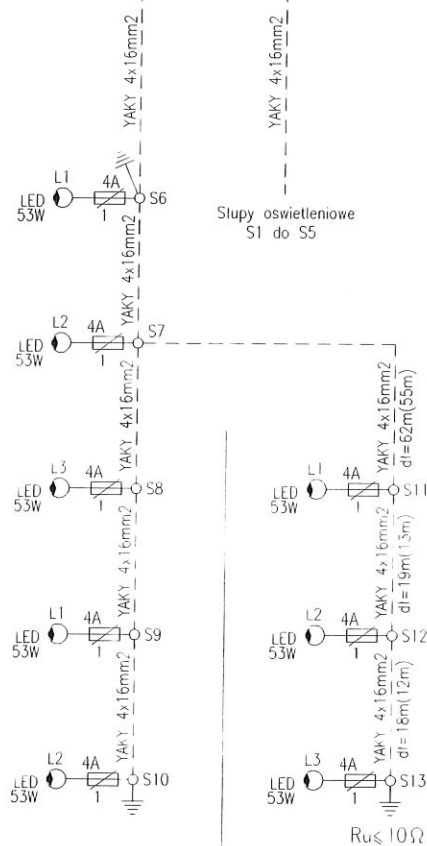 YAKY 4x16mm2
YAKY 4x16mm2
L1
4A
S6
LED
53W
1
Słupy oswietleniowe
S1 do S5
YAKY 4x16mm2
L2
4A
S7
LED
53W
1
YAKY 4x16mm2
YAKY 4x16mm2
dt=62m(55m)
L3
4A
S8
LED
53W
1
L1
4A
S11
LED
53W
1
YAKY 4x16mm2
YAKY 4x16mm2
dt=19m(13m)
L1
4A
S9
LED
53W
1
L2
4A
S12
LED
53W
1
YAKY 4x16mm2
YAKY 4x16mm2
dt=18m(12m)
L2
4A
S10
LED
53W
1
L3
4A
S13
LED
53W
1
Ru≤10Ω